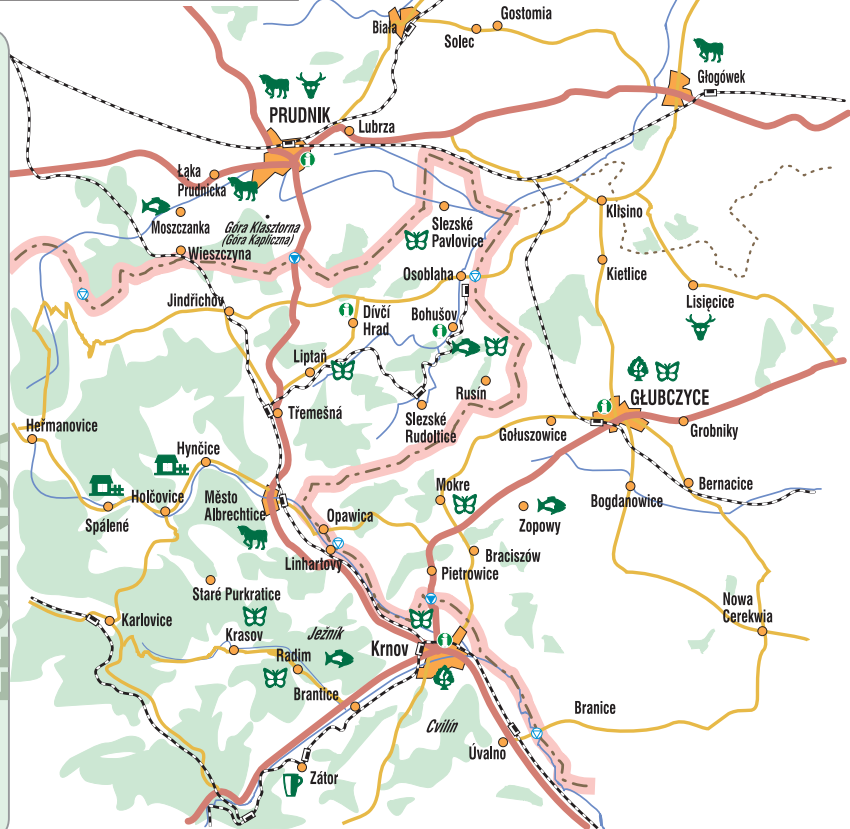 Gostomia
Biała
Solec
Głogówek
PRUDNIK
Lubrza
Łąka
Prudnicka
Moszczanka
Góra Klasztorna
(Góra Kapliczna)
Slezské
Pavlovice
Klisino
Wieszczyna
Osoblaha
Kietlice
Jindřichov
Lisięcice
Dívčí
Hrad
Bohušov
Liptaň
Rusín
GŁUBCZYCE
Třemešná
Slezské
Rudoltice
Gołuszowice
Grobniky
Heřmanovice
Hynčice
Mokre
Bernacice
Holčovice
Město
Albrechtice
Bogdanowice
Spálené
Opawica
Zopowy
Linhartovy
Braciszów
Pietrowice
Staré Purkratice
Nowa
Cerekwia
Karlovice
Krasov
Ježník
Krnov
Radim
Brantice
Branice
Cvilín
Úvalno
Zátor